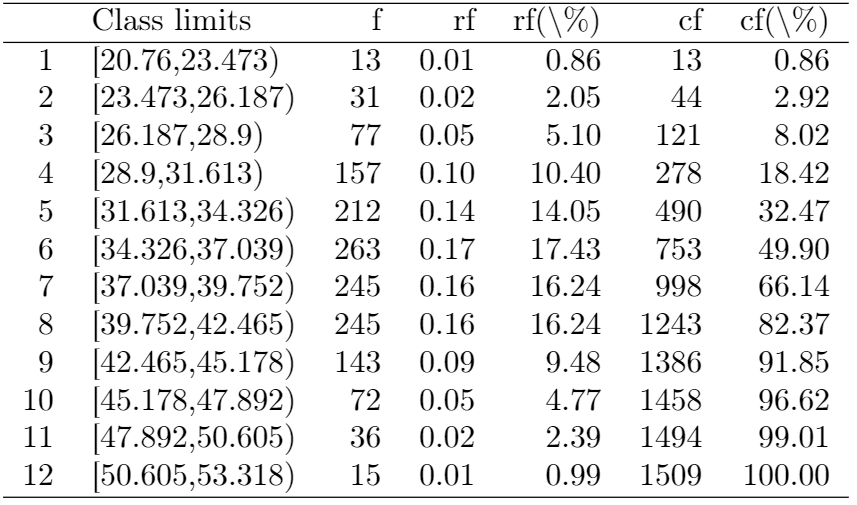 Class limits f rf rf(\%) cf cf(\%)
1 [20.76,23.473) 13 0.01 0.86 13 0.86
2 [23.473,26.187) 31 0.02 2.05 44 2.92
3 [26.187,28.9) 77 0.05 5.10 121 8.02
4 [28.9,31.613) 157 0.10 10.40 278 18.42
5 [31.613,34.326) 212 0.14 14.05 490 32.47
6 [34.326,37.039) 263 0.17 17.43 753 49.90
7 [37.039,39.752) 245 0.16 16.24 998 66.14
8 [39.752,42.465) 245 0.16 16.24 1243 82.37
9 [42.465,45.178) 143 0.09 9.48 1386 91.85
10 [45.178,47.892) 72 0.05 4.77 1458 96.62
11 [47.892,50.605) 36 0.02 2.39 1494 99.01
12 [50.605,53.318) 15 0.01 0.99 1509 100.00